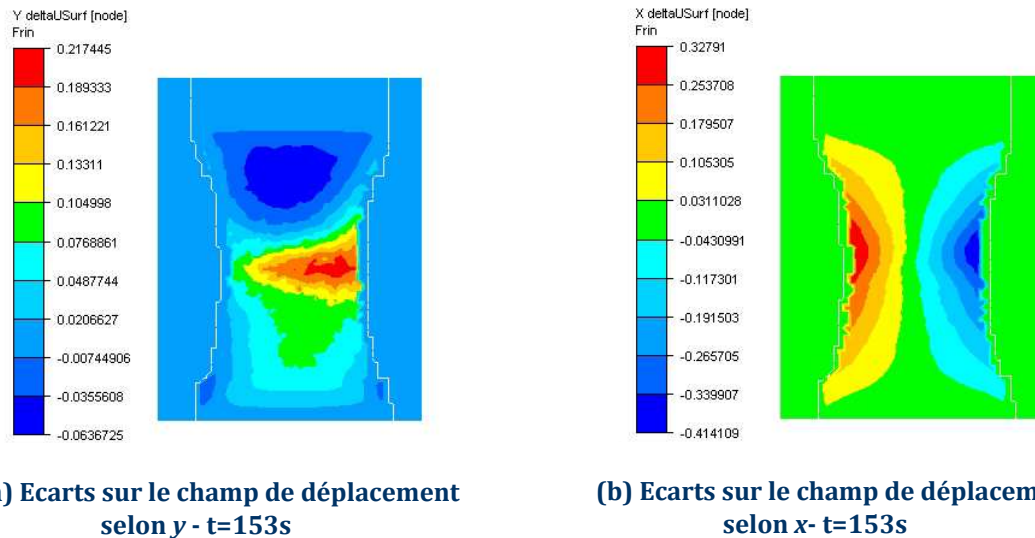 Y deltaUSurf [node]
Frin
0.217445
0.189333
0.161221
0.13311
0.104998
0.0768861
0.0487744
0.0206627
-0.00744906
-0.0355608
-0.0636725
) Ecarts sur le champ de déplacement
selon y - t=153s
X deltaUSurf [node]
Frin
0.32791
0.253708
0.179507
0.105305
0.0311028
-0.0430991
-0.117301
-0.191503
-0.265705
-0.339907
-0.414109
(b) Ecarts sur le champ de déplacem
selon x- t=153s